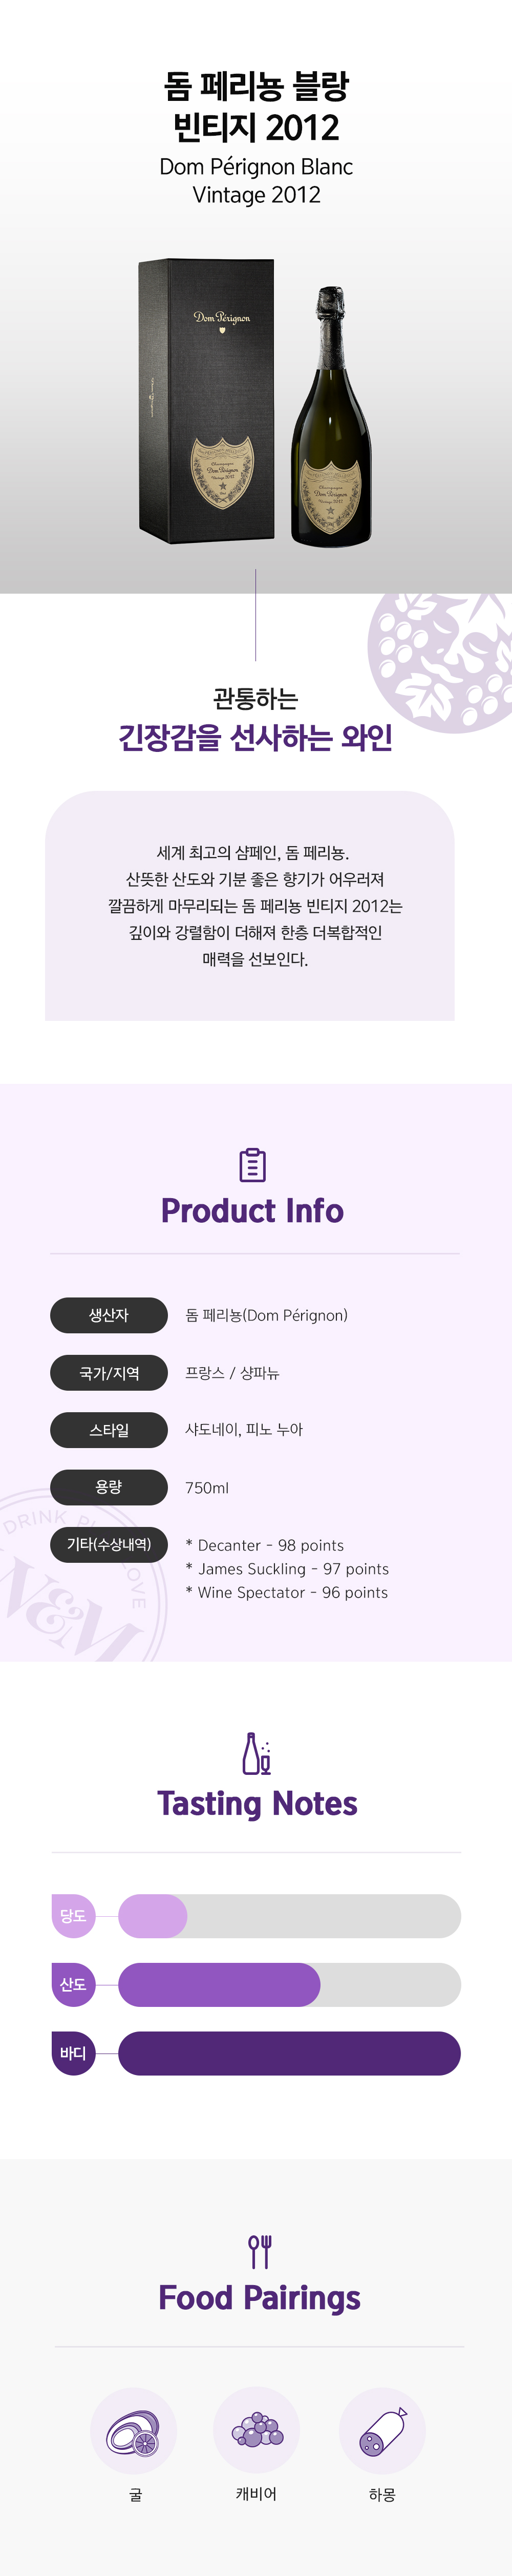 돔 페리뇽 블랑
빈티지 2012
Dom Pérignon Blanc
Vintage 2012
Dom Pérignon
Dom Pérignon
Champagne
Dom Pérignon
Vintage 2012
Champagne
Dom Pérignon
Vintage 2012
관통하는
긴장감을 선사하는 와인
세계 최고의 샴페인, 돔 페리뇽.
산뜻한 산도와 기분 좋은 향기가 어우러져
깔끔하게 마무리되는 돔 페리뇽 빈티지 2012는
깊이와 강렬함이 더해져 한층 더복합적인
매력을 선보인다.
Product Info
생산자 돔 페리뇽(Dom Pérignon)
국가/지역 프랑스 / 샹파뉴
스타일 샤도네이, 피노 누아
용량 750ml
기타(수상내역) * Decanter - 98 points
* James Suckling - 97 points
* Wine Spectator - 96 points
DRINK
LOVE
W&M
Tasting Notes
당도
산도
바디
Food Pairings
굴 캐비어 하몽